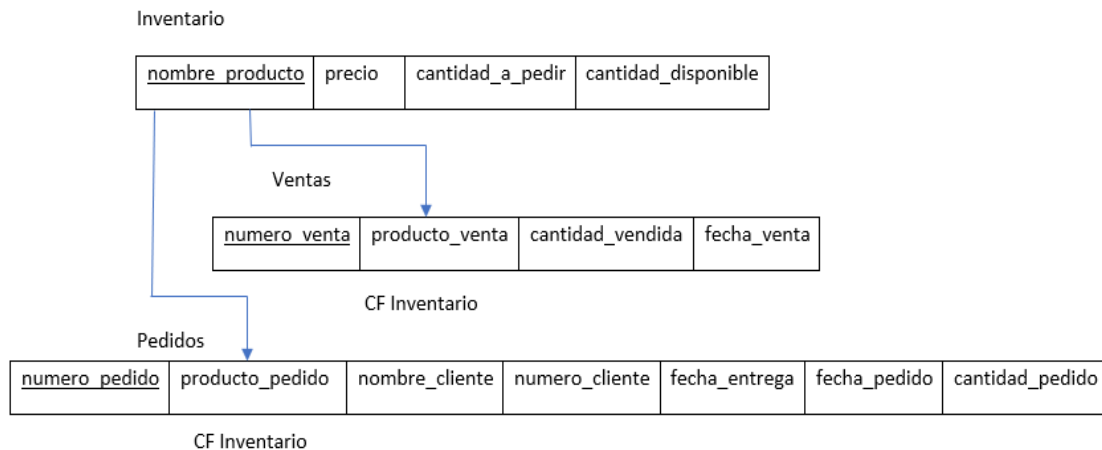 Inventario
nombre_producto precio cantidad_a_pedir cantidad_disponible
Ventas
numero_venta producto_venta cantidad_vendida fecha_venta
CF Inventario
Pedidos
numero_pedido producto_pedido nombre_cliente numero_cliente fecha_entrega fecha_pedido cantidad_pedido
CF Inventario